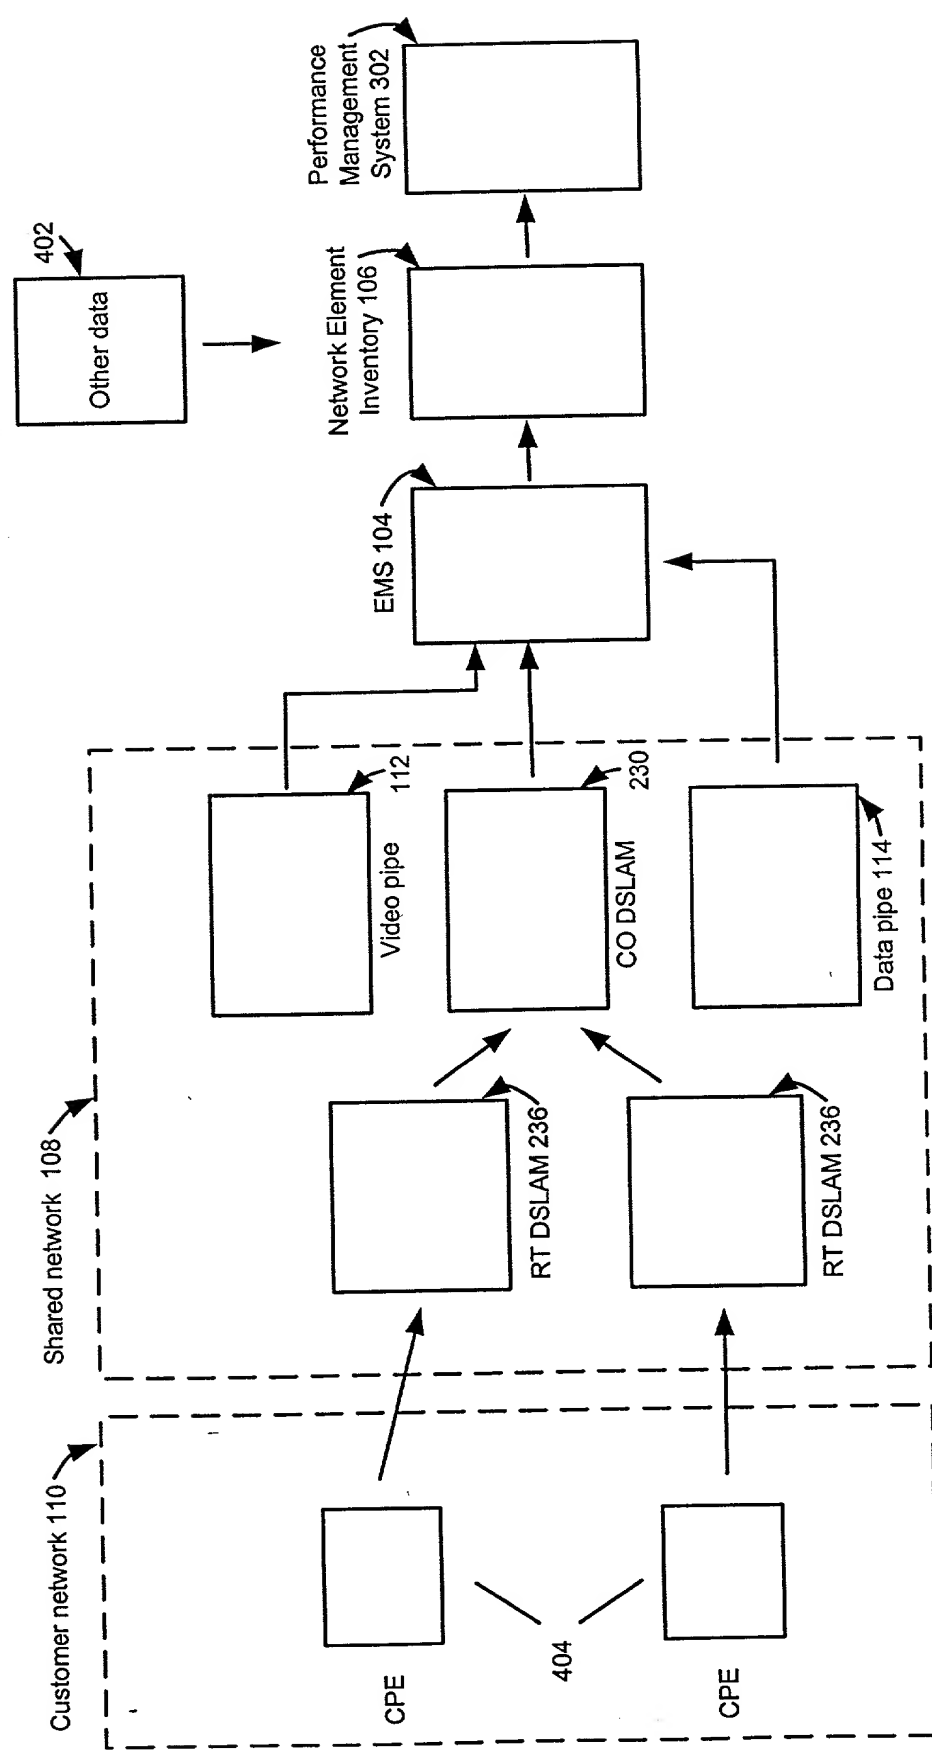 Customer network 110
CPE
404
CPE
Shared network 108
RT DSLAM 236
RT DSLAM 236
Video pipe
112
CO DSLAM
230
Data pipe 114
EMS 104
Network Element
Inventory 106
Other data
402
Performance
Management
System 302